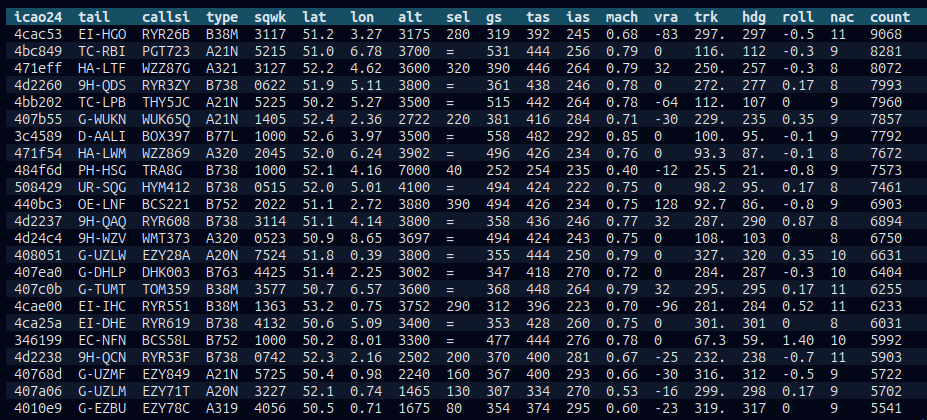 icao24 tail callsi type sqwk lat lon alt sel gs tas ias mach vra trk hdg roll nac count
4cac53 EI-HGO RYR26B B38M 3117 51.2 3.27 3175 280 319 392 245 0.68 -83 297. 297 -0.5 11 9068
4bc849 TC-RBI PGT723 A21N 5215 51.0 6.78 3700 = 531 444 256 0.79 0 116. 112 -0.3 9 8281
471eff HA-LTF WZZ87G A321 3127 52.2 4.62 3600 320 390 446 264 0.79 32 250. 257 -0.3 8 8072
4d2260 9H-QDS RYR3ZY B738 0622 51.9 5.11 3800 = 361 438 246 0.78 0 272. 277 0.17 8 7993
4bb202 TC-LPB THY5JC A21N 5225 50.2 5.27 3500 = 515 442 264 0.78 -64 112. 107 0 9 7960
407b55 G-WUKN WUK65Q A21N 1405 52.4 2.36 2722 220 381 416 284 0.71 -30 229. 235 0.35 9 7857
3c4589 D-AALI BOX397 B77L 1000 52.6 3.97 3500 = 558 482 292 0.85 0 100. 95. -0.1 9 7792
471f54 HA-LWM WZZ869 A320 2045 52.0 6.24 3902 = 496 426 234 0.76 0 93.3 87. -0.1 8 7672
484f6d PH-HSG TRA8G B738 1000 52.1 4.16 7000 40 252 254 235 0.40 -12 25.5 21. -0.8 9 7573
508429 UR-SQG HYM412 B738 0515 52.0 5.01 4100 = 494 424 222 0.75 0 98.2 95. 0.17 8 7461
440bc3 OE-LNF BCS221 B752 2022 51.1 2.72 3880 390 494 426 234 0.75 128 92.7 86. -0.8 9 6903
4d2237 9H-QAQ RYR608 B738 3114 51.1 4.14 3800 = 358 436 246 0.77 32 287. 290 0.87 8 6894
4d24c4 9H-WZV WMT373 A320 0523 50.9 8.65 3697 = 494 424 243 0.75 0 108. 103 0 8 6750
408051 G-UZLW EZY28A A20N 7524 51.8 0.39 3800 = 355 444 250 0.79 0 327. 320 0.35 10 6631
407ea0 G-DHLP DHK003 B763 4425 51.4 2.25 3002 = 347 418 270 0.72 0 284. 287 -0.3 10 6404
407c0b G-TUMT TOM359 B38M 3577 50.7 6.57 3600 = 368 448 264 0.79 32 295. 295 0.17 11 6255
4cae00 EI-IHC RYR551 B38M 1363 53.2 0.75 3752 290 312 396 223 0.70 -96 281. 284 0.52 11 6233
4ca25a EI-DHE RYR619 B738 4132 50.6 5.09 3400 = 353 428 260 0.75 0 301. 301 0 8 6031
346199 EC-NFN BCS58L B752 1000 50.2 8.01 3300 = 477 444 276 0.78 0 67.3 59. 1.40 10 5992
4d2238 9H-QCN RYR53F B738 0742 52.3 2.16 2502 200 370 400 281 0.67 -25 232. 238 -0.7 11 5903
40768d G-UZMF EZY849 A21N 5725 50.4 0.98 2240 160 367 400 293 0.66 -30 316. 312 -0.5 9 5722
407a06 G-UZLM EZY71T A20N 3227 52.1 0.74 1465 130 307 334 270 0.53 -16 299. 298 0.17 9 5702
4010e9 G-EZBU EZY78C A319 4056 50.5 0.71 1675 80 354 374 295 0.60 -23 319. 317 0 9 5541